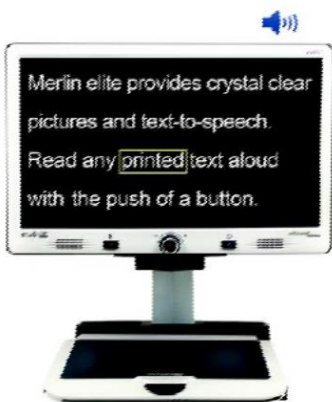 Merlin elite provides crystal clear
pictures and text-to-speech.
Read any printed text aloud
with the push of a button.